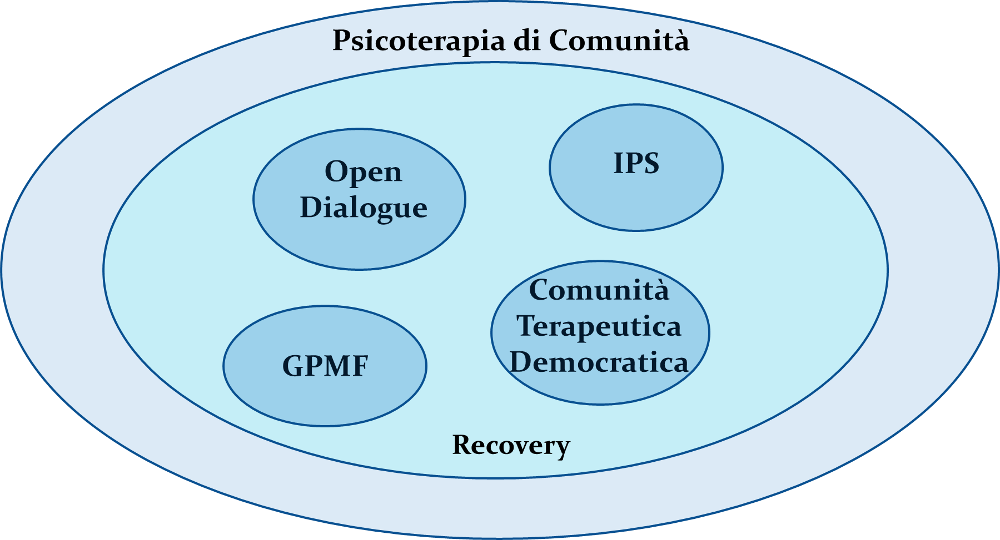 Psicoterapia di Comunità
Open
Dialogue
IPS
GPMF
Comunità
Terapeutica
Democratica
Recovery